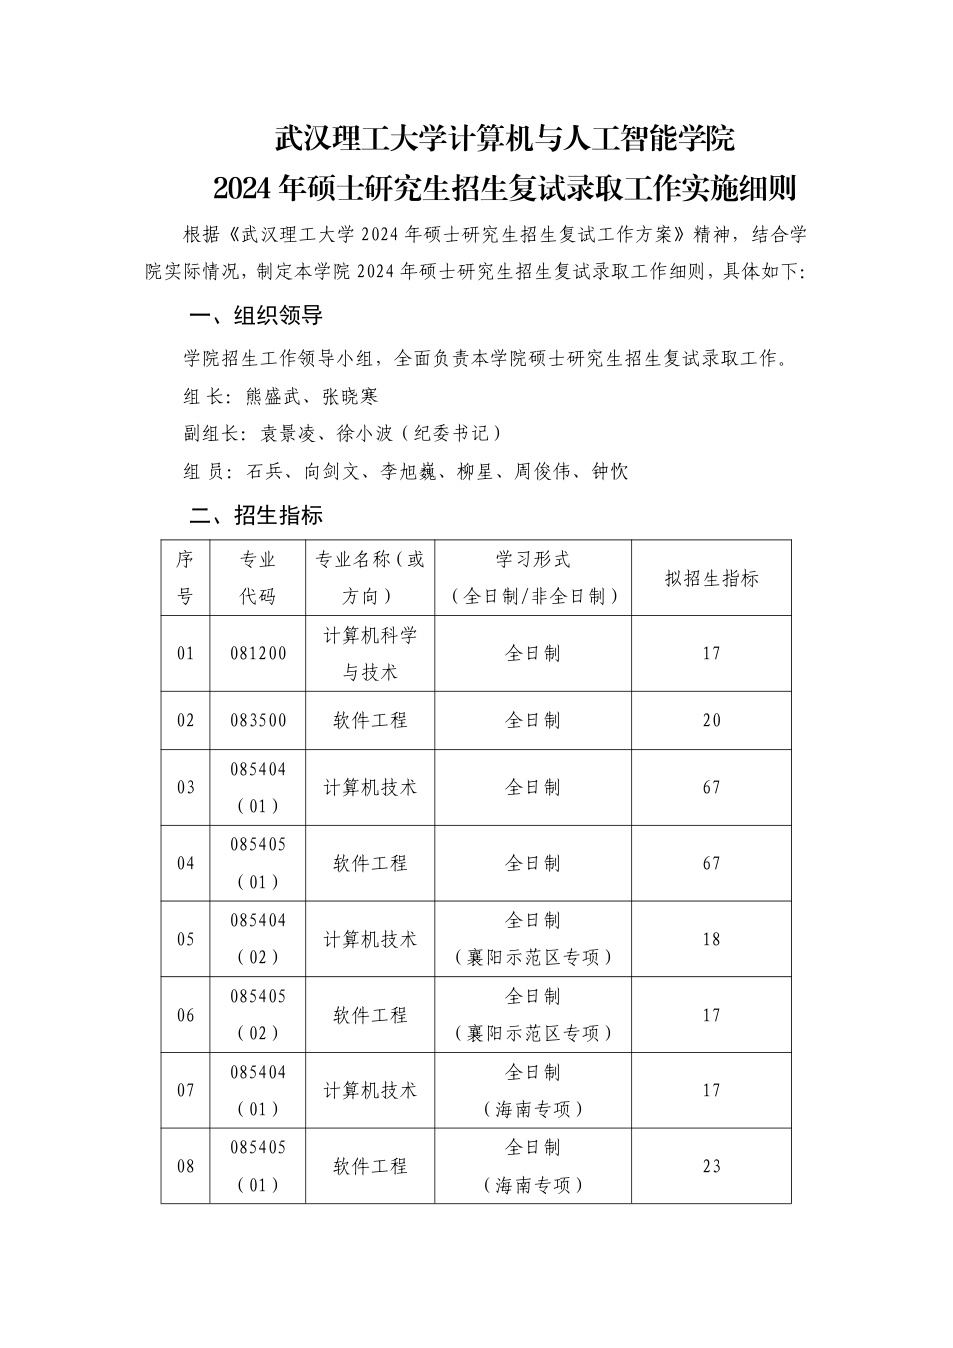 武汉理工大学计算机与人工智能学院
2024 年硕士研究生招生复试录取工作实施细则
根据《武汉理工大学 2024 年硕士研究生招生复试工作方案》精神，结合学
院实际情况，制定本学院 2024 年硕士研究生招生复试录取工作细则，具体如下：
一、组织领导
学院招生工作领导小组，全面负责本学院硕士研究生招生复试录取工作。
组 长：熊盛武、张晓寒
副组长：袁景凌、徐小波（纪委书记）
组 员：石兵、向剑文、李旭巍、柳星、周俊伟、钟忺
二、招生指标
序号 专业代码 专业名称（或方向） 学习形式（全日制/非全日制） 拟招生指标
01 081200 计算机科学与技术 全日制 17
02 083500 软件工程 全日制 20
03 085404（01） 计算机技术 全日制 67
04 085405（01） 软件工程 全日制 67
05 085404（02） 计算机技术 全日制（襄阳示范区专项） 18
06 085405（02） 软件工程 全日制（襄阳示范区专项） 17
07 085404（01） 计算机技术 全日制（海南专项） 17
08 085405（01） 软件工程 全日制（海南专项） 23